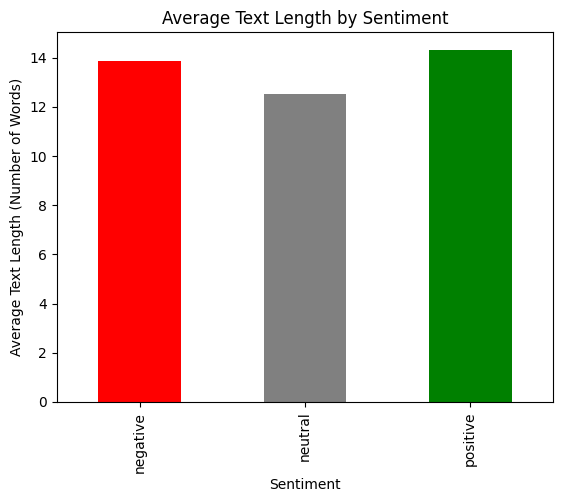 Average Text Length by Sentiment
Average Text Length (Number of Words)
14
12
10
8
6
4
2
0
negative
neutral
positive
Sentiment